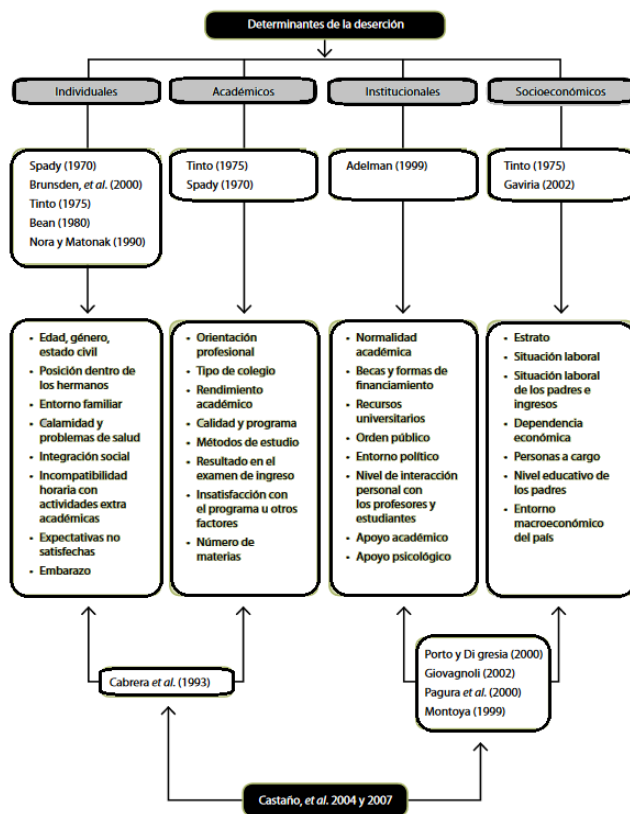 Determinantes de la deserción
Individuales
Académicos
Institucionales
Socioeconómicos
Spady (1970)
Brunsden, et al. (2000)
Tinto (1975)
Bean (1980)
Nora y Matonak (1990)
Tinto (1975)
Spady (1970)
Adelman (1999)
Tinto (1975)
Gaviria (2002)
• Edad, género,
estado civil
• Posición dentro de
los hermanos
• Entorno familiar
• Calamidad y
problemas de salud
• Integración social
• Incompatibilidad
horaria con
actividades extra
académicas
• Expectativas no
satisfechas
• Embarazo
• Orientación
profesional
• Tipo de colegio
• Rendimiento
académico
• Calidad y programa
• Métodos de estudio
• Resultado en el
examen de ingreso
• Insatisfacción con
el programa u otros
factores
• Número de
materias
• Normalidad
académica
• Becas y formas de
financiamiento
• Recursos
universitarios
• Orden público
• Entorno político
• Nivel de interacción
personal con
los profesores y
estudiantes
• Apoyo académico
• Apoyo psicológico
• Estrato
• Situación laboral
• Situación laboral
de los padres e
ingresos
• Dependencia
económica
• Personas a cargo
• Nivel educativo de
los padres
• Entorno
macroeconómico
del país
Cabrera et al. (1993)
Porto y Di gresia (2000)
Giovagnoli (2002)
Pagura et al. (2000)
Montoya (1999)
Castaño, et al. 2004 y 2007